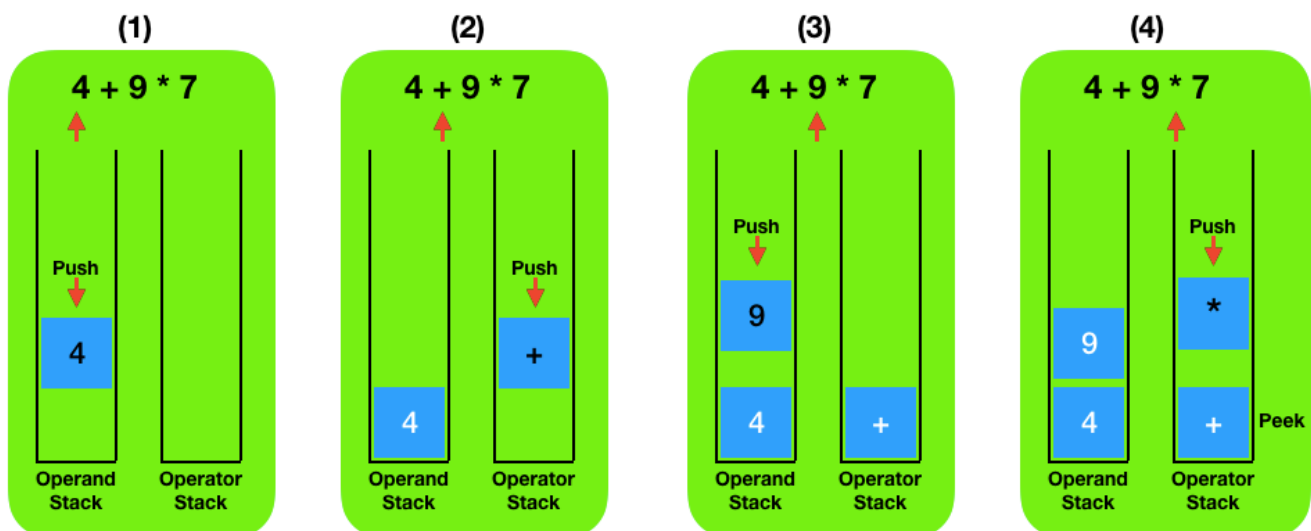 (1)
4 + 9 * 7
Push
4
Operand
Stack
Operator
Stack
(2)
4 + 9 * 7
Push
+
4
Operand
Stack
Operator
Stack
(3)
4 + 9 * 7
Push
9
4
+
Operand
Stack
Operator
Stack
(4)
4 + 9 * 7
Push
*
9
4
+
Peek
Operand
Stack
Operator
Stack